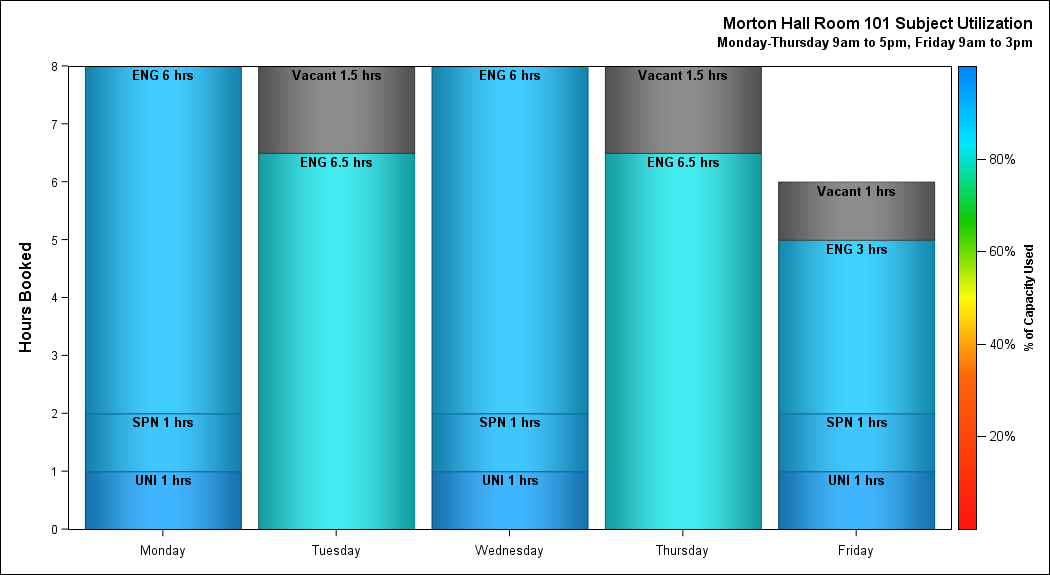 Morton Hall Room 101 Subject Utilization
Monday-Thursday 9am to 5pm, Friday 9am to 3pm
Hours Booked
8
7
6
5
4
3
2
1
0
ENG 6 hrs
SPN 1 hrs
UNI 1 hrs
Vacant 1.5 hrs
ENG 6.5 hrs
ENG 6 hrs
SPN 1 hrs
UNI 1 hrs
Vacant 1.5 hrs
ENG 6.5 hrs
Vacant 1 hrs
ENG 3 hrs
SPN 1 hrs
UNI 1 hrs
Monday
Tuesday
Wednesday
Thursday
Friday
80%
60%
40%
20%
% of Capacity Used